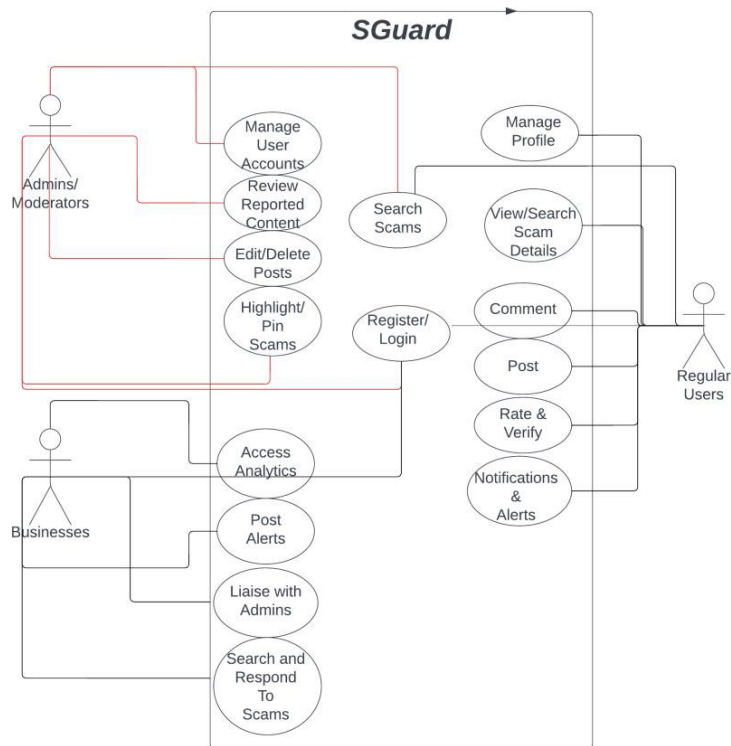 SGuard
Admins/
Moderators
Manage
User
Accounts
Review
Reported
Content
Edit/Delete
Posts
Highlight/
Pin
Scams
Search
Scams
Register/
Login
Manage
Profile
View/Search
Scam
Details
Comment
Post
Rate &
Verify
Notifications
&
Alerts
Regular
Users
Businesses
Access
Analytics
Post
Alerts
Liaise with
Admins
Search and
Respond
To
Scams